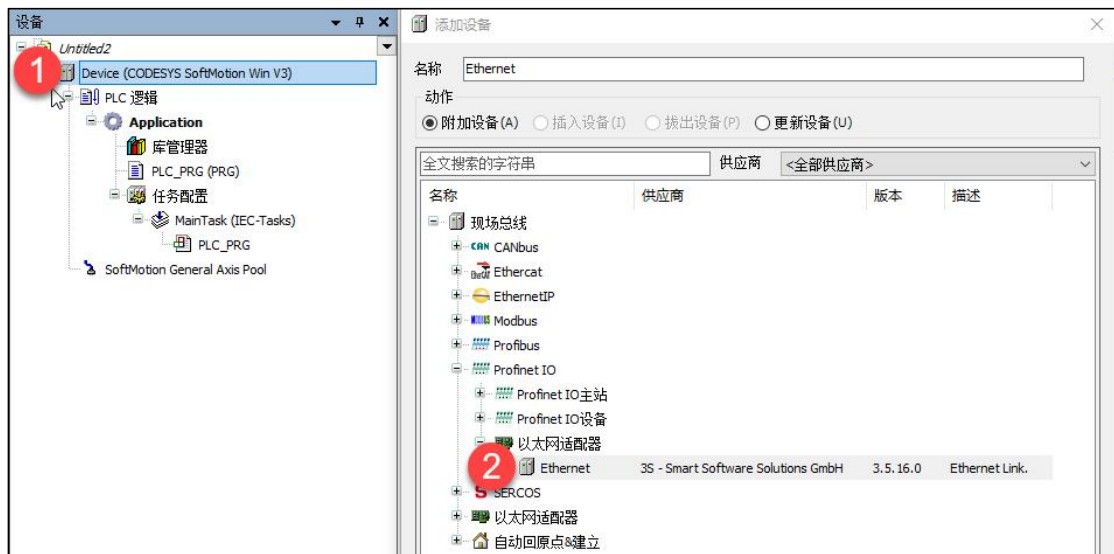 设备
Untitled2
1
Device (CODESYS SoftMotion Win V3)
PLC 逻辑
Application
库管理器
PLC_PRG (PRG)
任务配置
MainTask (IEC-Tasks)
PLC_PRG
SoftMotion General Axis Pool
添加设备
名称 Ethernet
动作
附加设备(A) 插入设备(I) 拔出设备(P) 更新设备(U)
全文搜索的字符串 供应商 <全部供应商>
名称 供应商 版本 描述
现场总线
CAN CANbus
Ethercat
EthernetIP
Modbus
Profibus
Profinet IO
Profinet IO主站
Profinet IO设备
以太网适配器
2 Ethernet 3S - Smart Software Solutions GmbH 3.5.16.0 Ethernet Link.
SERCOS
以太网适配器
自动回原点&建立